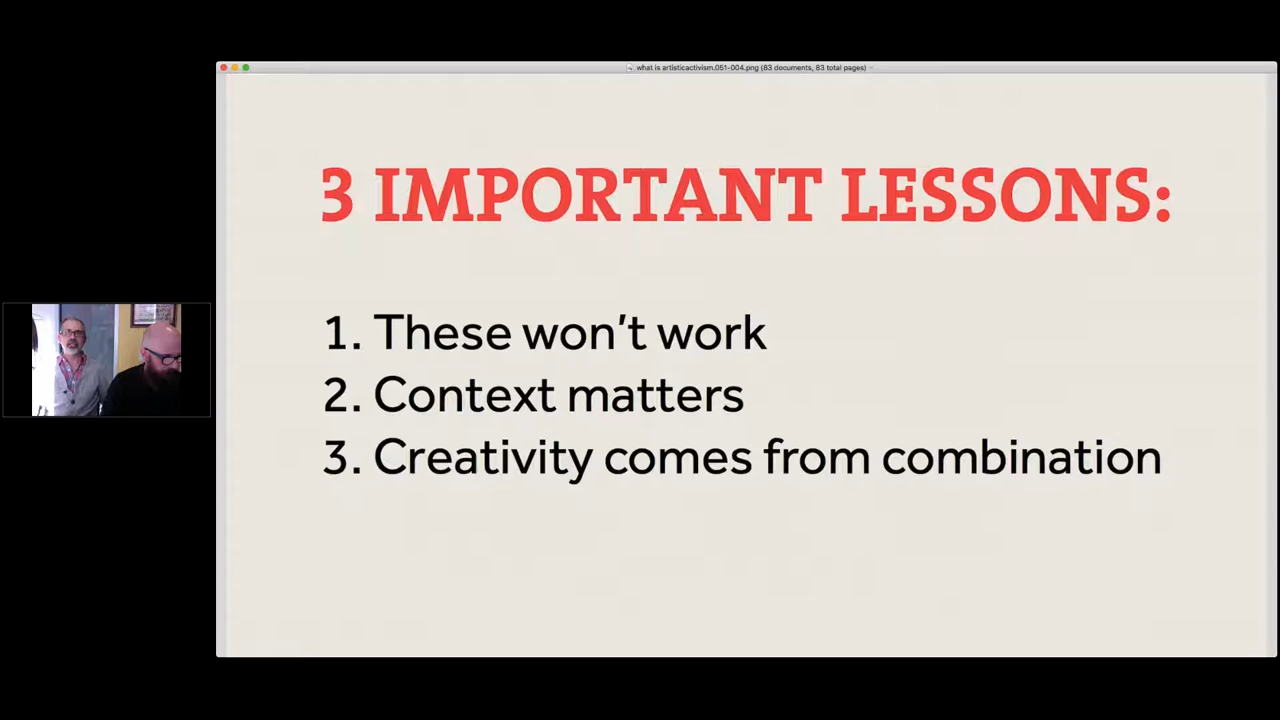 what is artisticactivism.051-004.png (83 documents, 83 total pages)
3 IMPORTANT LESSONS:
1. These won’t work
2. Context matters
3. Creativity comes from combination